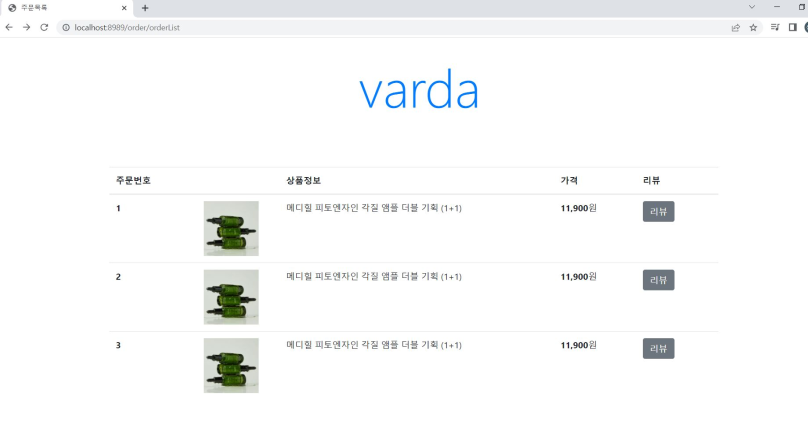 주문목록
localhost:8989/order/orderList
varda
주문번호 상품정보 가격 리뷰
1 메디힐 피토엔자인 각질 앰플 더블 기획 (1+1) 11,900원 리뷰
2 메디힐 피토엔자인 각질 앰플 더블 기획 (1+1) 11,900원 리뷰
3 메디힐 피토엔자인 각질 앰플 더블 기획 (1+1) 11,900원 리뷰